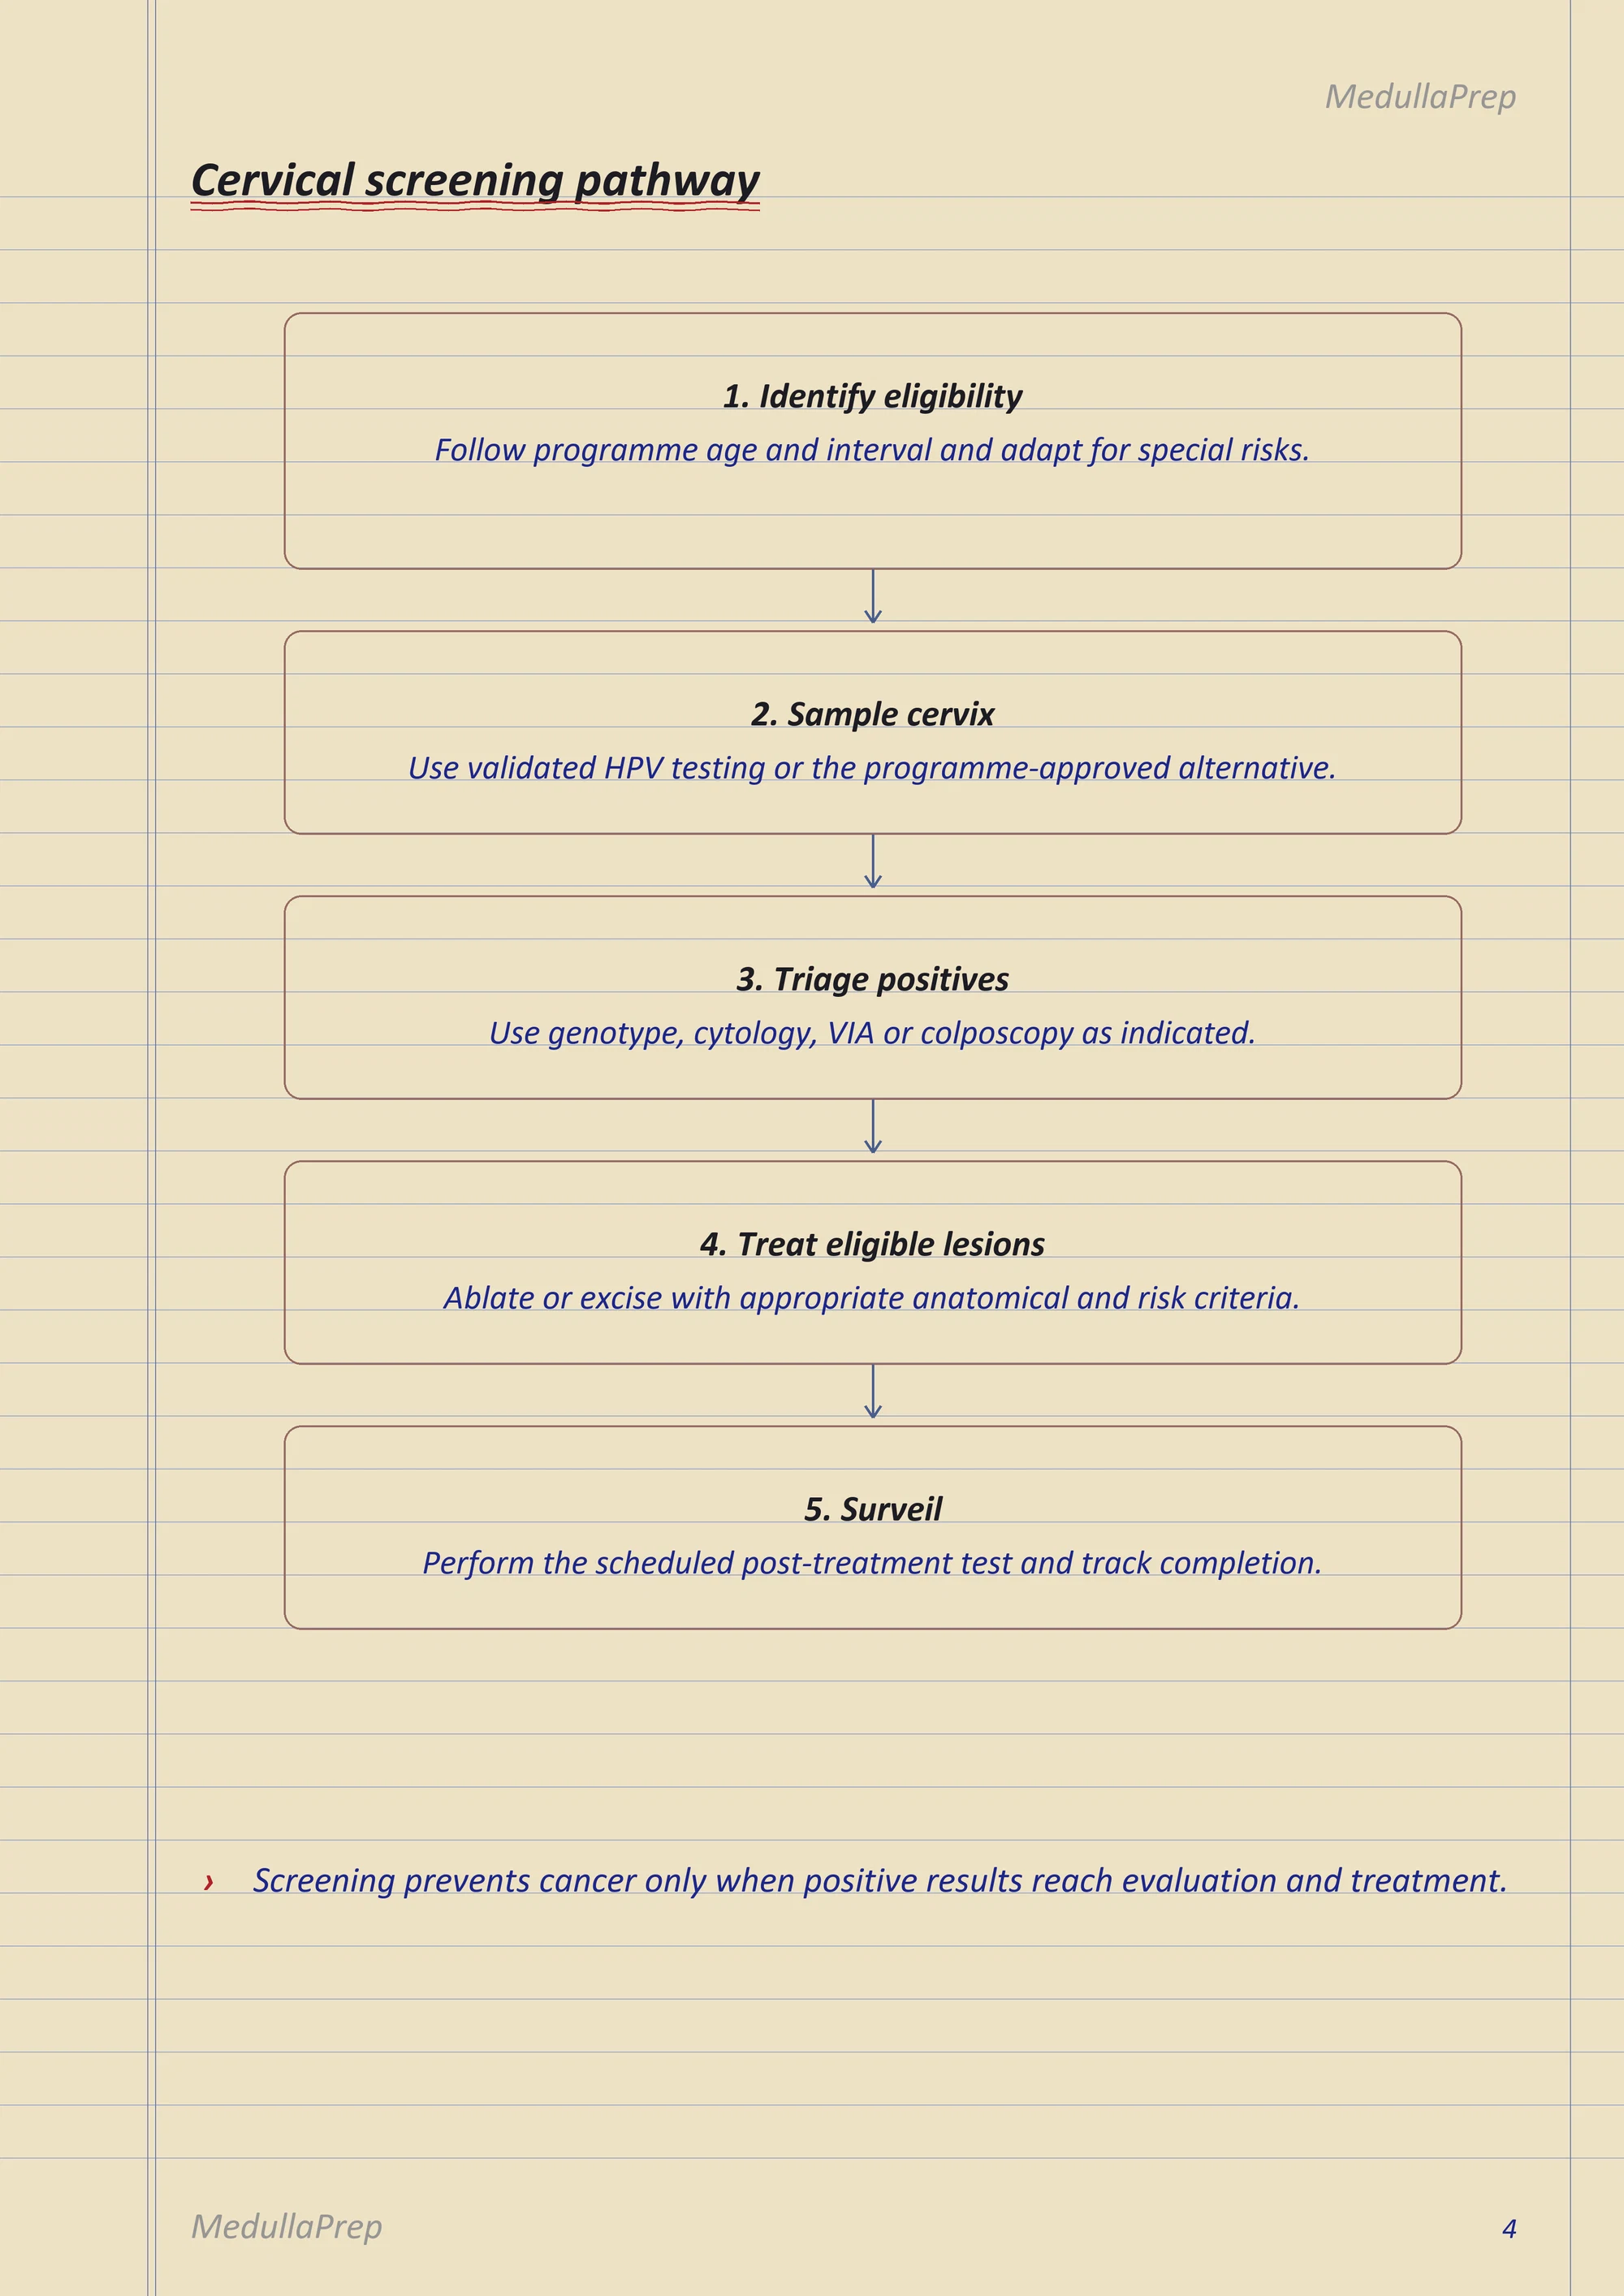 MedullaPrep
Cervical screening pathway
1. Identify eligibility
Follow programme age and interval and adapt for special risks.
2. Sample cervix
Use validated HPV testing or the programme-approved alternative.
3. Triage positives
Use genotype, cytology, VIA or colposcopy as indicated.
4. Treat eligible lesions
Ablate or excise with appropriate anatomical and risk criteria.
5. Surveil
Perform the scheduled post-treatment test and track completion.
› Screening prevents cancer only when positive results reach evaluation and treatment.
MedullaPrep
4